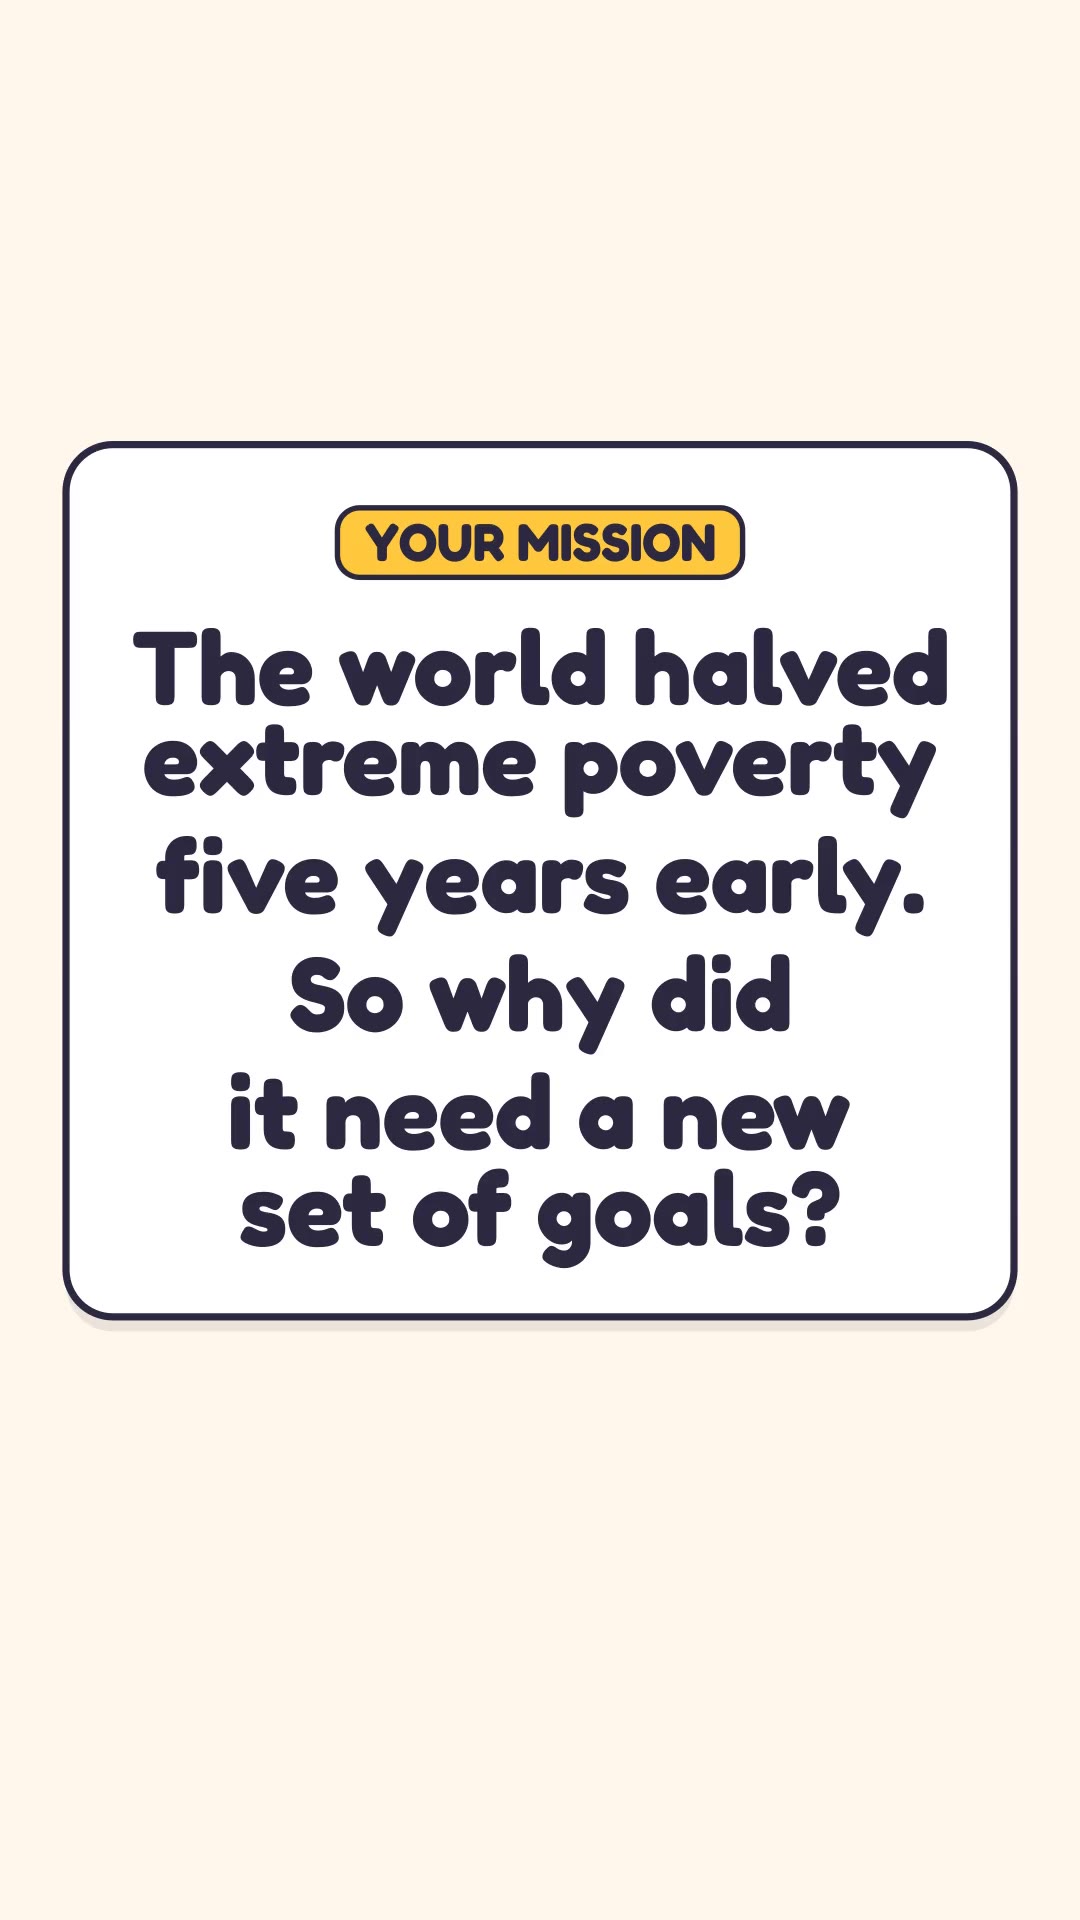 YOUR MISSION
The world halved
extreme poverty
five years early.
So why did
it need a new
set of goals?